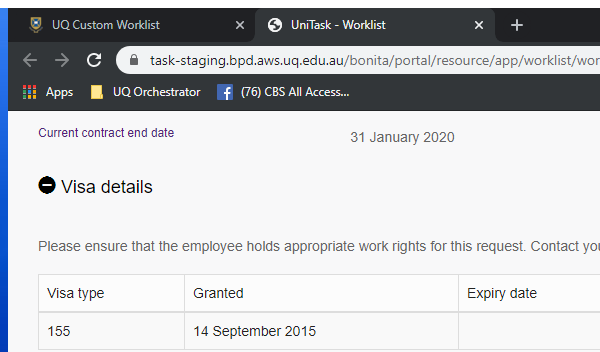 UQ Custom Worklist
UniTask - Worklist
task-staging.bpd.aws.uq.edu.au/bonita/portal/resource/app/worklist/wor
Apps UQ Orchestrator (76) CBS All Access...
Current contract end date 31 January 2020
Visa details
Please ensure that the employee holds appropriate work rights for this request. Contact you
Visa type Granted Expiry date
155 14 September 2015